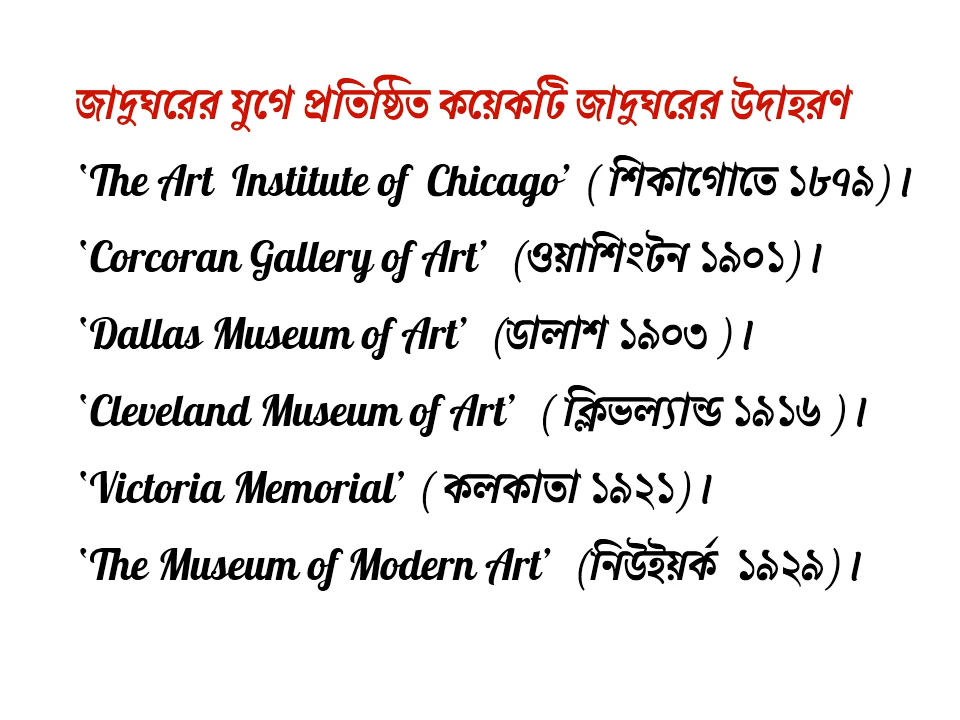 জাদুঘরের যুগে প্রতিষ্ঠিত কয়েকটি জাদুঘরের উদাহরণ
‘The Art Institute of Chicago’ ( শিকাগোতে ১৮৭৯)।
‘Corcoran Gallery of Art’ (ওয়াশিংটন ১৯০১)।
‘Dallas Museum of Art’ (ডালাশ ১৯০৩ )।
‘Cleveland Museum of Art’ ( ক্লিভল্যান্ড ১৯১৬ )।
‘Victoria Memorial’ ( কলকাতা ১৯২১)।
‘The Museum of Modern Art’ (নিউইয়র্ক ১৯২৯)।